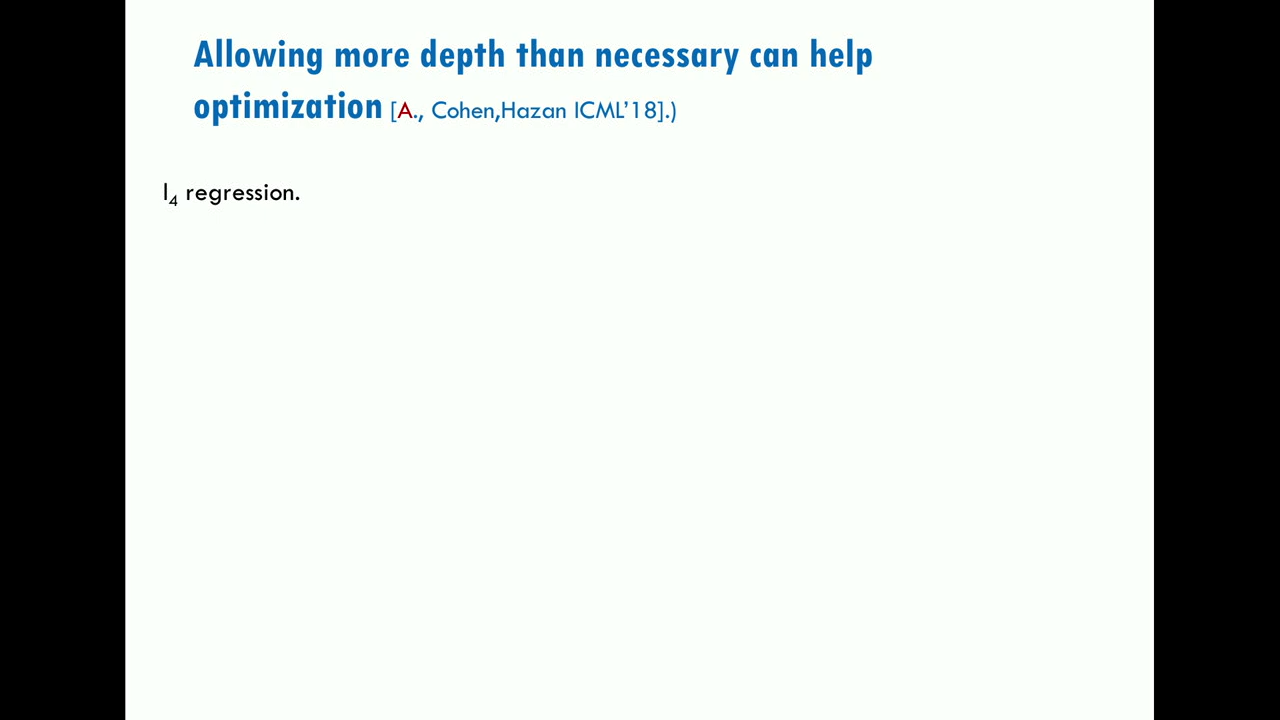 Allowing more depth than necessary can help
optimization [A., Cohen,Hazan ICML’18].)
l₄ regression.